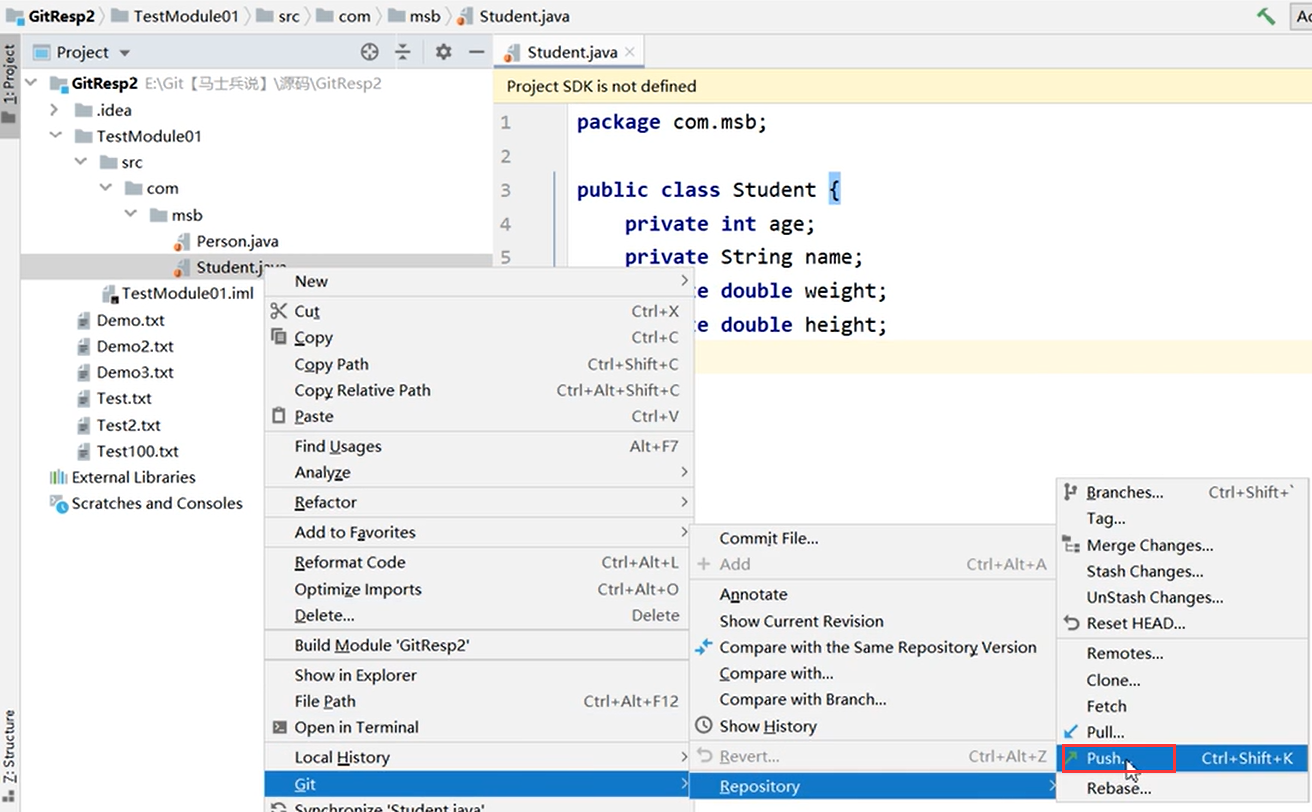 GitResp2 TestModule01 src com msb Student.java
Project
Student.java
1: Project
GitResp2 E:\Git【马士兵说】\源码\GitResp2
.idea
TestModule01
src
com
msb
Person.java
Student.java
TestModule01.iml
Demo.txt
Demo2.txt
Demo3.txt
Test.txt
Test2.txt
Test100.txt
External Libraries
Scratches and Consoles
Z: Structure
Project SDK is not defined
1 package com.msb;
2
3 public class Student {
4 private int age;
5 private String name;
te double weight;
te double height;
New
Cut Ctrl+X
Copy Ctrl+C
Copy Path Ctrl+Shift+C
Copy Relative Path Ctrl+Alt+Shift+C
Paste Ctrl+V
Find Usages Alt+F7
Analyze
Refactor
Add to Favorites
Reformat Code Ctrl+Alt+L
Optimize Imports Ctrl+Alt+O
Delete... Delete
Build Module 'GitResp2'
Show in Explorer
File Path Ctrl+Alt+F12
Open in Terminal
Local History
Git
Synchronize 'Student.java'
Commit File...
Add Ctrl+Alt+A
Annotate
Show Current Revision
Compare with the Same Repository Version
Compare with...
Compare with Branch...
Show History
Revert... Ctrl+Alt+Z
Repository
Branches... Ctrl+Shift+`
Tag...
Merge Changes...
Stash Changes...
UnStash Changes...
Reset HEAD...
Remotes...
Clone...
Fetch
Pull...
Push... Ctrl+Shift+K
Rebase...